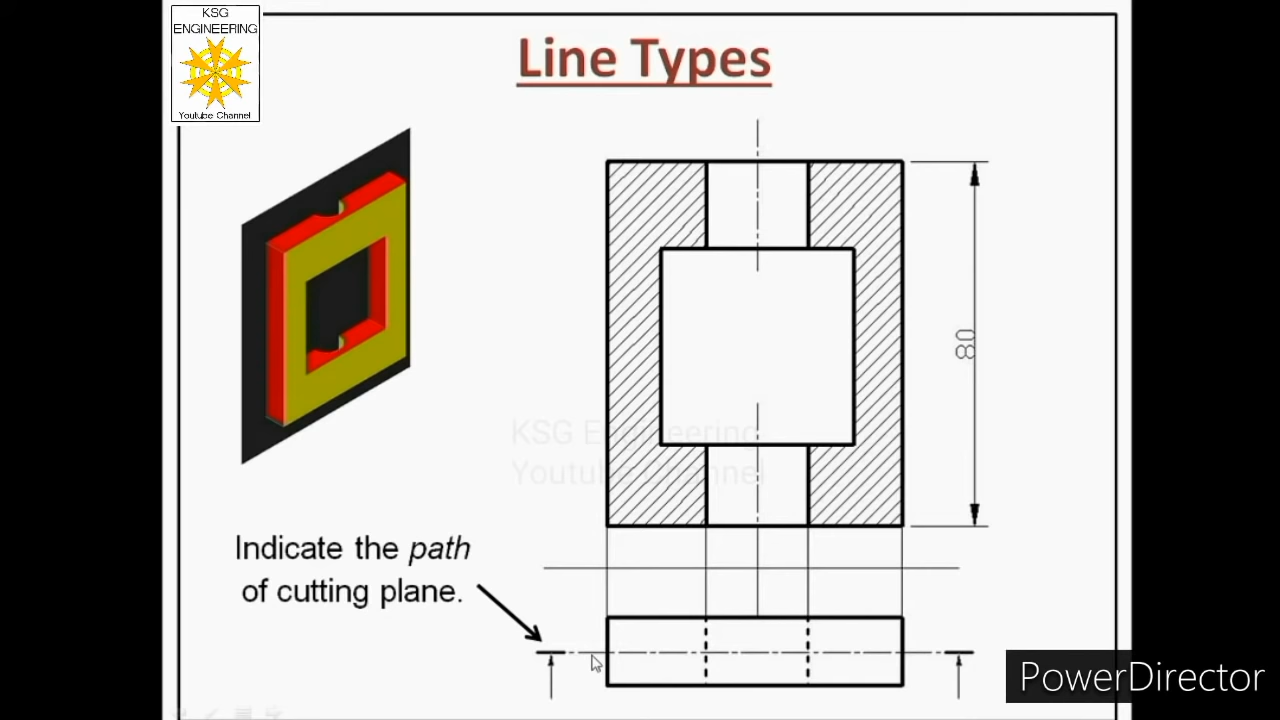 KSG
ENGINEERING
Youtube Channel
Line Types
80
KSG Engineering
Youtube Channel
Indicate the path
of cutting plane.
PowerDirector